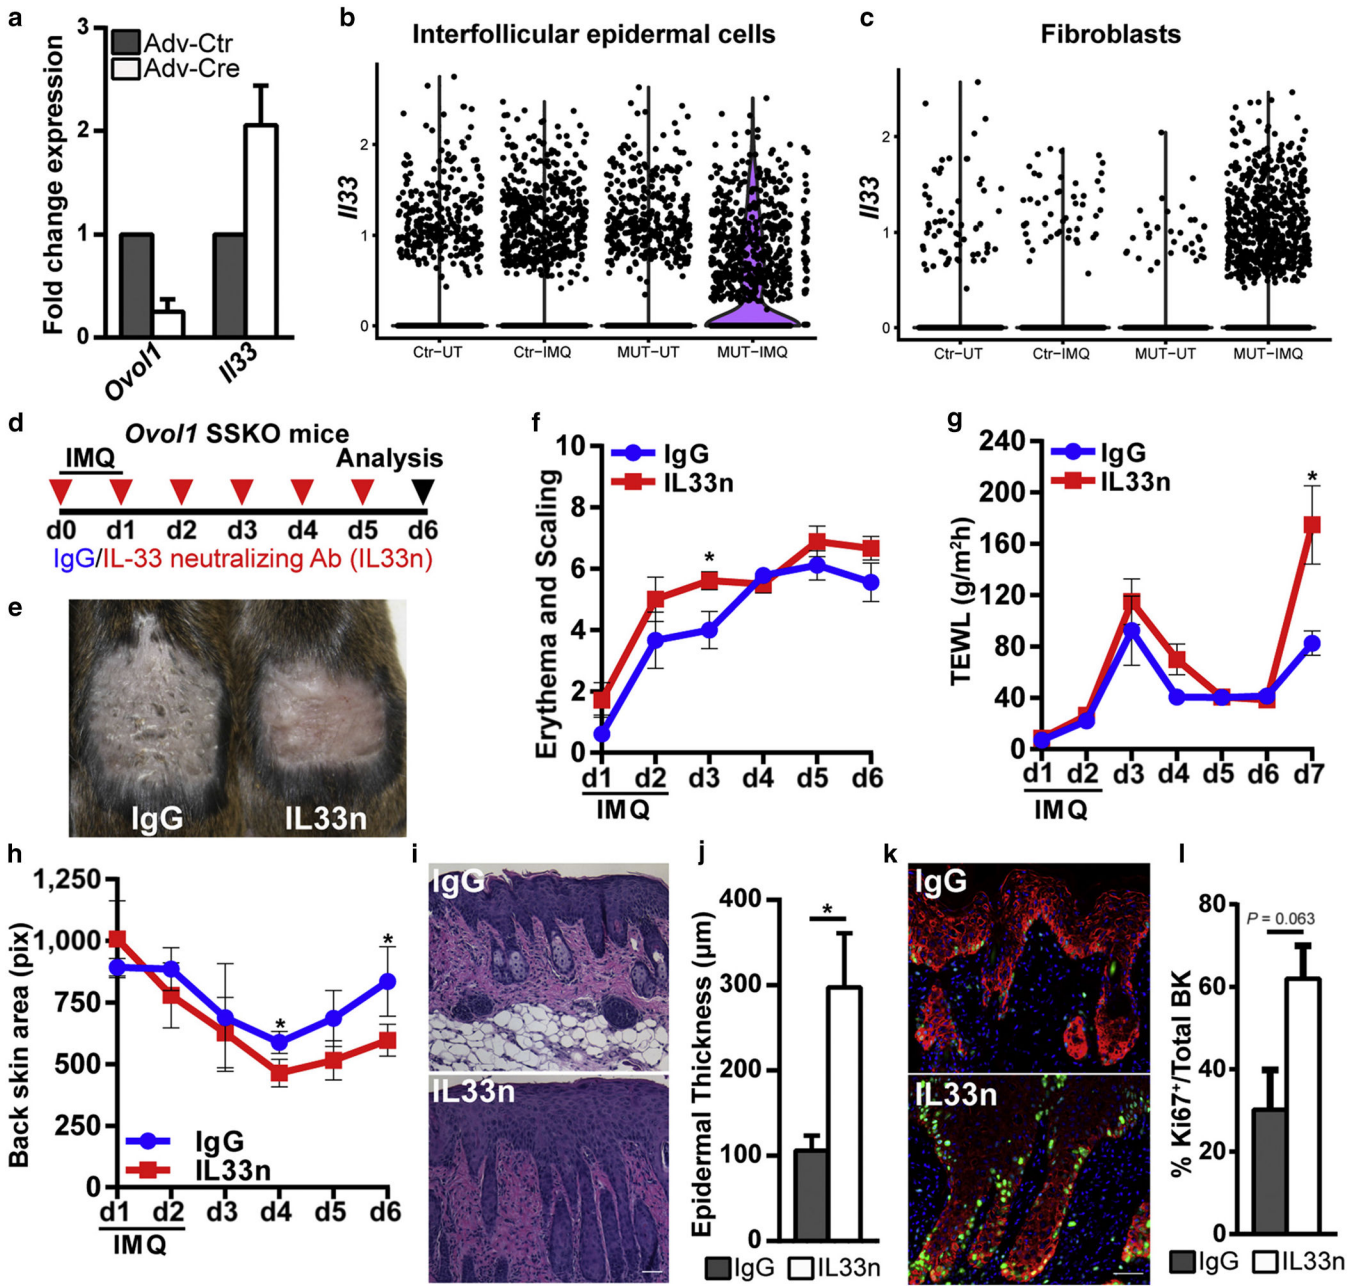 a
3
2
1
0
Fold change expression
Adv-Ctr
Adv-Cre
Ovol1
Il33
b
Interfollicular epidermal cells
Il33
2
1
0
Ctr-UT
Ctr-IMQ
MUT-UT
MUT-IMQ
c
Fibroblasts
Il33
2
1
0
Ctr-UT
Ctr-IMQ
MUT-UT
MUT-IMQ
d
Ovol1 SSKO mice
IMQ
Analysis
d0 d1 d2 d3 d4 d5 d6
IgG/IL-33 neutralizing Ab (IL33n)
e
IgG
IL33n
f
Erythema and Scaling
10
8
6
4
2
0
IgG
IL33n
*
d1 d2 d3 d4 d5 d6
IMQ
g
TEWL (g/m²h)
240
200
160
120
80
40
0
IgG
IL33n
*
d1 d2 d3 d4 d5 d6 d7
IMQ
h
Back skin area (pix)
1,250
1,000
750
500
250
0
*
*
IgG
IL33n
d1 d2 d3 d4 d5 d6
IMQ
i
IgG
IL33n
j
Epidermal Thickness (µm)
400
300
200
100
0
*
IgG
IL33n
k
IgG
IL33n
l
% Ki67⁺/Total BK
80
60
40
20
0
P = 0.063
IgG
IL33n